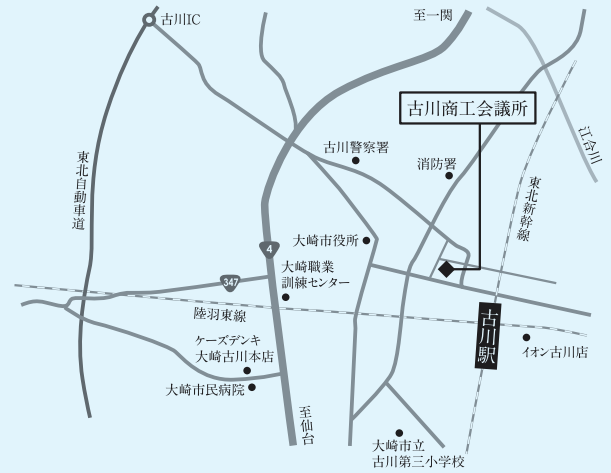 古川IC
至一関
古川商工会議所
江合川
古川警察署
消防署
東北自動車道
東北新幹線
大崎市役所
4
大崎職業
訓練センター
347
陸羽東線
古川駅
ケーズデンキ
大崎古川本店
イオン古川店
大崎市民病院
至仙台
大崎市立
古川第三小学校